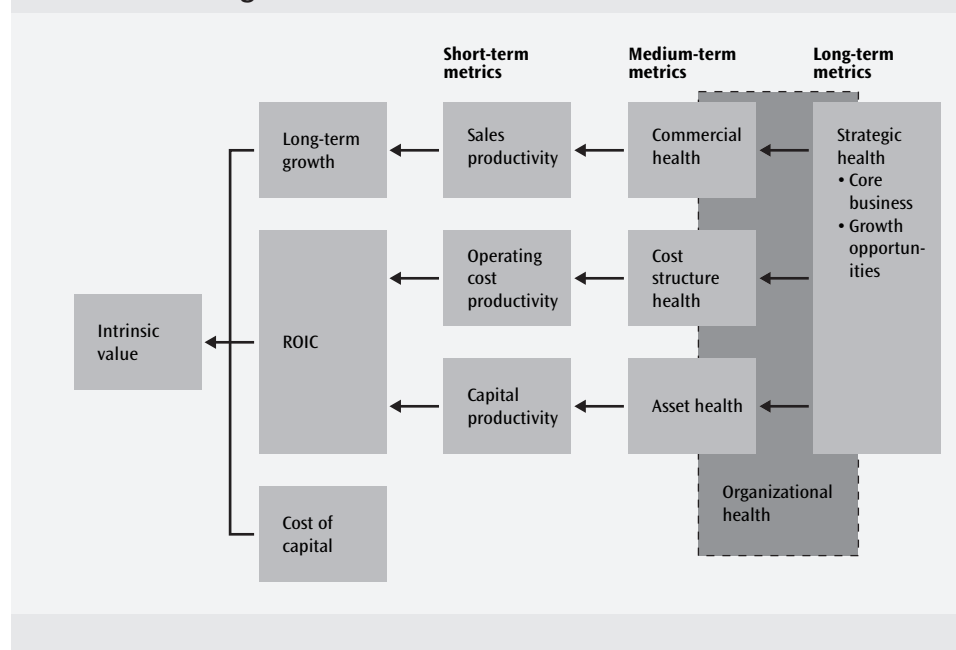 Short-term
metrics
Medium-term
metrics
Long-term
metrics
Long-term
growth
Sales
productivity
Commercial
health
Strategic
health
• Core
business
• Growth
opportun-
ities
Operating
cost
productivity
Cost
structure
health
Intrinsic
value
ROIC
Capital
productivity
Asset health
Organizational
health
Cost of
capital